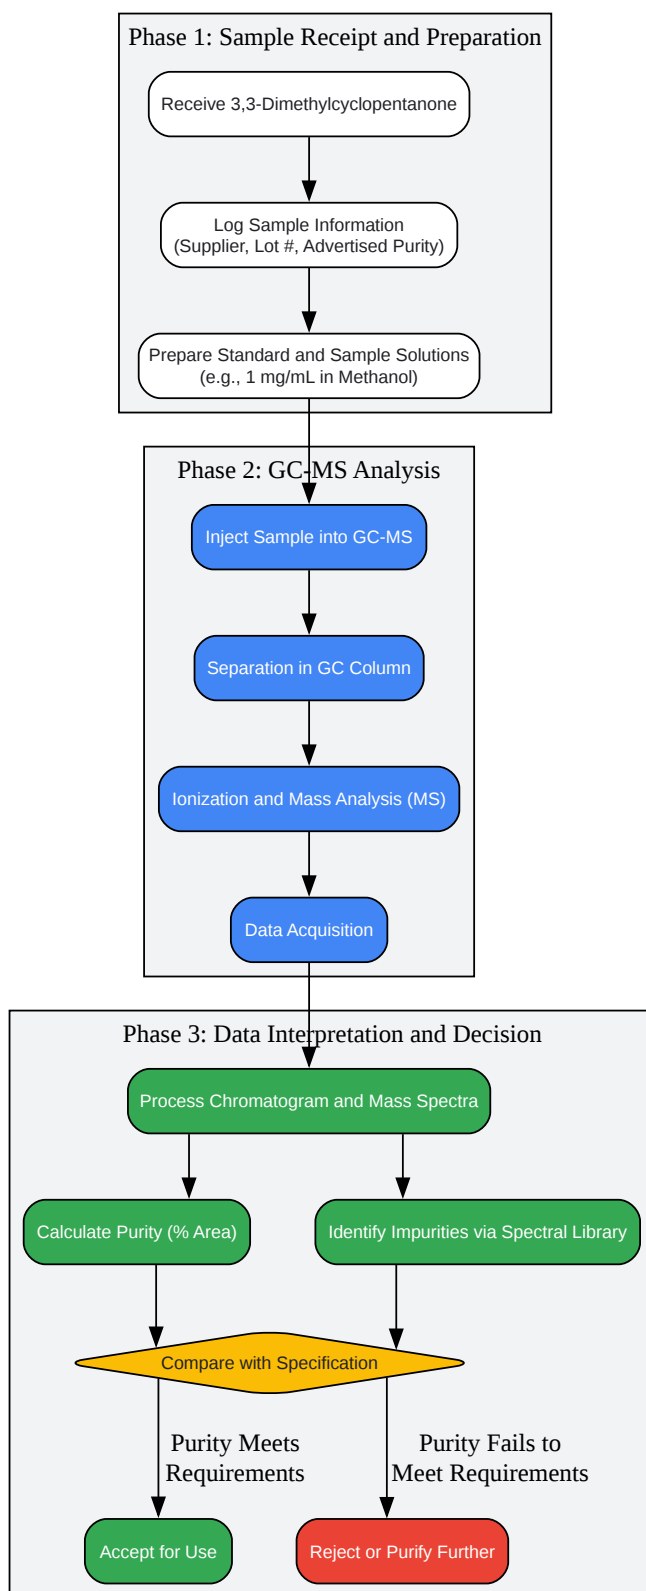 Phase 1: Sample Receipt and Preparation
Receive 3,3-Dimethylcyclopentanone
Log Sample Information
(Supplier, Lot #, Advertised Purity)
Prepare Standard and Sample Solutions
(e.g., 1 mg/mL in Methanol)
Phase 2: GC-MS Analysis
Inject Sample into GC-MS
Separation in GC Column
Ionization and Mass Analysis (MS)
Data Acquisition
Phase 3: Data Interpretation and Decision
Process Chromatogram and Mass Spectra
Calculate Purity (% Area)
Identify Impurities via Spectral Library
Compare with Specification
Purity Meets
Requirements
Purity Fails to
Meet Requirements
Accept for Use
Reject or Purify Further